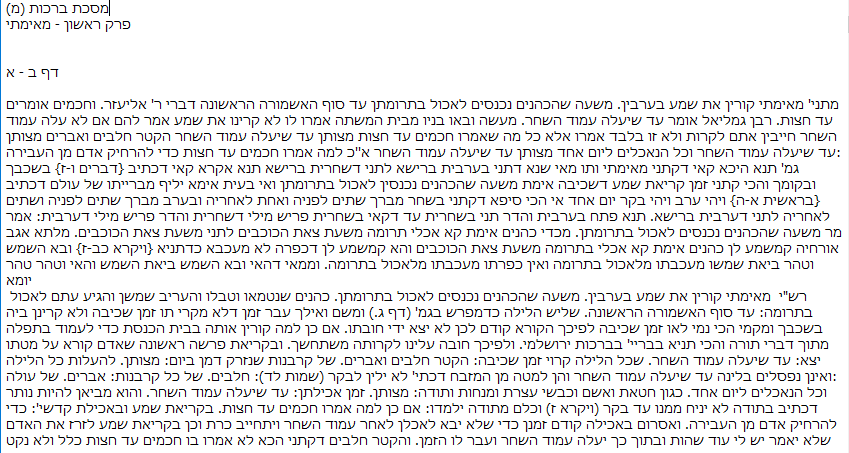 מסכת ברכות (מ)
פרק ראשון - מאימתי
דף ב - א
מתני' מאימתי קורין את שמע בערבין. משעה שהכהנים נכנסים לאכול בתרומתן עד סוף האשמורה הראשונה דברי ר' אליעזר. וחכמים אומרים
עד חצות. רבן גמליאל אומר עד שיעלה עמוד השחר. מעשה ובאו בניו מבית המשתה אמרו לו לא קרינו את שמע אמר להם אם לא עלה עמוד
השחר חייבין אתם לקרות ולא זו בלבד אמרו אלא כל מה שאמרו חכמים עד חצות מצותן עד שיעלה עמוד השחר הקטר חלבים ואברים מצותן
עד שיעלה עמוד השחר וכל הנאכלים ליום אחד מצותן עד שיעלה עמוד השחר א"כ למה אמרו חכמים עד חצות כדי להרחיק אדם מן העבירה:
גמ' תנא היכא קאי דקתני מאימתי ותו מאי שנא דתני בערבית ברישא לתני דשחרית ברישא תנא אקרא קאי דכתיב {דברים ו-ז} בשכבך
ובקומך והכי קתני זמן קריאת שמע דשכיבה אימת משעה שהכהנים נכנסין לאכול בתרומתן ואי בעית אימא יליף מברייתו של עולם דכתיב
{בראשית א-ה} ויהי ערב ויהי בקר יום אחד אי הכי סיפא דקתני בשחר מברך שתים לפניה ואחת לאחריה ובערב מברך שתים לפניה ושתים
לאחריה לתני דערבית ברישא. תנא פתח בערבית והדר תני בשחרית עד דקאי בשחרית פריש מילי דשחרית והדר פריש מילי דערבית: אמר
מר משעה שהכהנים נכנסים לאכול בתרומתן. מכדי כהנים אימת קא אכלי תרומה משעת צאת הכוכבים לתני משעת צאת הכוכבים. מלתא אגב
אורחיה קמשמע לן כהנים אימת קא אכלי בתרומה משעת צאת הכוכבים והא קמשמע לן דכפרה לא מעכבא כדתניא {ויקרא כב-ז} ובא השמש
וטהר ביאת שמשו מעכבתו מלאכול בתרומה ואין כפרתו מעכבתו מלאכול בתרומה. וממאי דהאי ובא השמש ביאת השמש והאי וטהר טהר
יומא
רש"י  מאימתי קורין את שמע בערבין. משעה שהכהנים נכנסים לאכול בתרומתן. כהנים שנטמאו וטבלו והעריב שמשן והגיע עתם לאכול
בתרומה: עד סוף האשמורה הראשונה. שליש הלילה כדמפרש בגמ' (דף ג.) ומשם ואילך עבר זמן דלא מקרי תו זמן שכיבה ולא קרינן ביה
בשכבך ומקמי הכי נמי לאו זמן שכיבה לפיכך הקורא קודם לכן לא יצא ידי חובתו. אם כן למה קורין אותה בבית הכנסת כדי לעמוד בתפלה
מתוך דברי תורה והכי תניא בבריי' בברכות ירושלמי. ולפיכך חובה עלינו לקרותה משתחשך. ובקריאת פרשה ראשונה שאדם קורא על מטתו
יצא: עד שיעלה עמוד השחר. שכל הלילה קרוי זמן שכיבה: הקטר חלבים ואברים. של קרבנות שנזרק דמן ביום: מצותן. להעלות כל הלילה
ואינן נפסלים בלינה עד שיעלה עמוד השחר והן למטה מן המזבח דכתי' לא ילין לבקר (שמות לד): חלבים. של כל קרבנות: אברים. של עולה:
וכל הנאכלים ליום אחד. כגון חטאת ואשם וכבשי עצרת ומנחות ותודה: מצותן. זמן אכילתן: עד שיעלה עמוד השחר. והוא מביאן להיות נותר
דכתיב בתודה לא יניח ממנו עד בקר (ויקרא ז) וכלם מתודה ילמדו: אם כן למה אמרו חכמים עד חצות. בקריאת שמע ובאכילת קדשי': כדי
להרחיק אדם מן העבירה. ואסרום באכילה קודם זמנן כדי שלא יבא לאכלן לאחר עמוד השחר ויתחייב כרת וכן בקריאת שמע לזרז את האדם
שלא יאמר יש לי עוד שהות ובתוך כך יעלה עמוד השחר ועבר לו הזמן. והקטר חלבים דקתני הכא לא אמרו בו חכמים עד חצות כלל ולא נקט